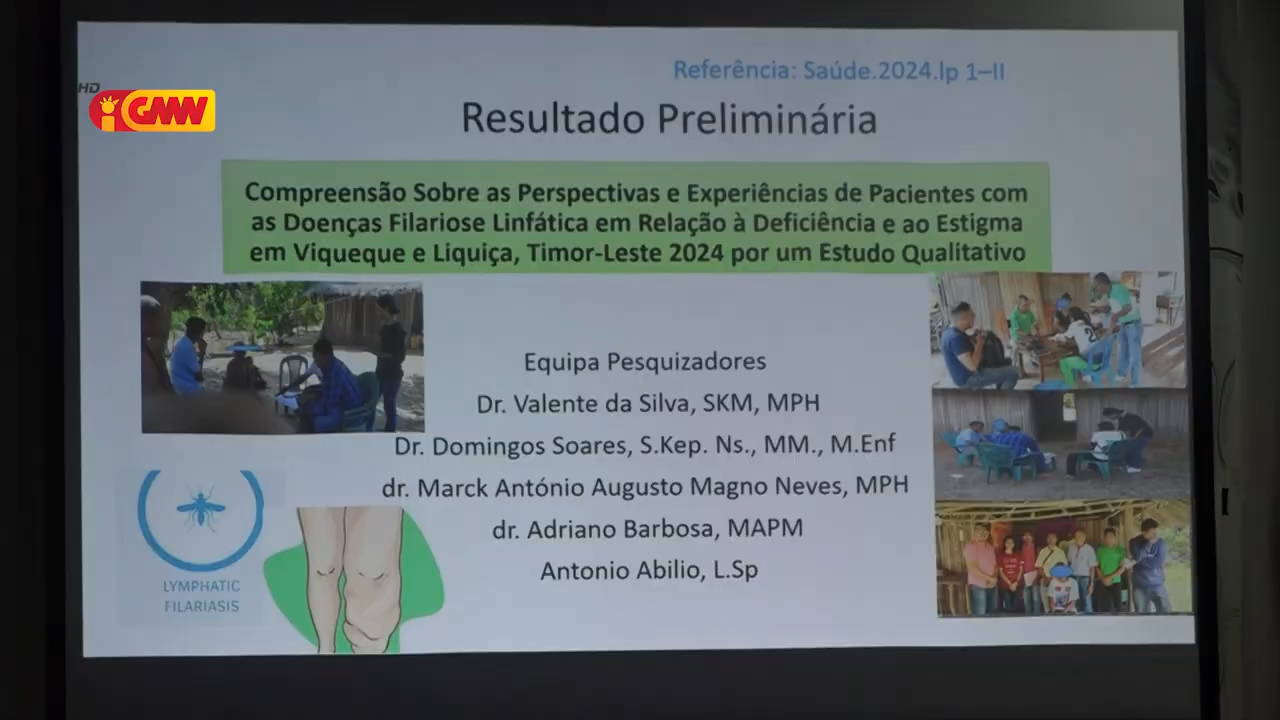 HD
GMW
Referência: Saúde.2024.lp 1–II
Resultado Preliminária
Compreensão Sobre as Perspectivas e Experiências de Pacientes com
as Doenças Filariose Linfática em Relação à Deficiência e ao Estigma
em Viqueque e Liquiça, Timor-Leste 2024 por um Estudo Qualitativo
Equipa Pesquizadores
Dr. Valente da Silva, SKM, MPH
Dr. Domingos Soares, S.Kep. Ns., MM., M.Enf
dr. Marck António Augusto Magno Neves, MPH
dr. Adriano Barbosa, MAPM
Antonio Abilio, L.Sp
LYMPHATIC
FILARIASIS